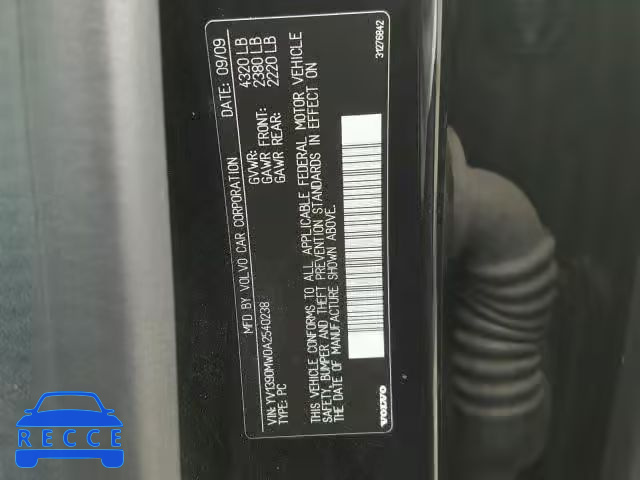 MFD BY VOLVO CAR CORPORATION DATE: 09/09
GVWR: 4320 LB
GAWR FRONT: 2380 LB
GAWR REAR: 2220 LB
VIN: YV1390MW0A2540238
TYPE: PC
THIS VEHICLE CONFORMS TO ALL APPLICABLE FEDERAL MOTOR VEHICLE
SAFETY, BUMPER AND THEFT PREVENTION STANDARDS IN EFFECT ON
THE DATE OF MANUFACTURE SHOWN ABOVE.
VOLVO
31276842
RECCE